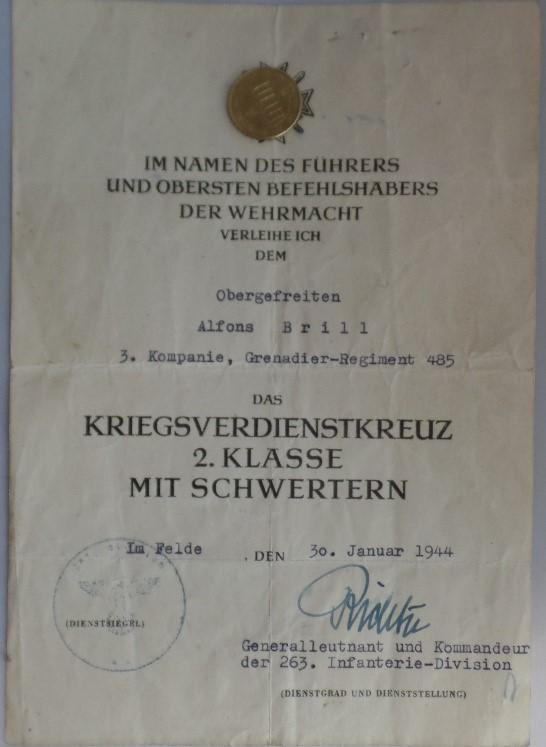 IM NAMEN DES FÜHRERS
UND OBERSTEN BEFEHLSHABERS
DER WEHRMACHT
VERLEIHE ICH
DEM
Obergefreiten
Alfons B r i l l
3. Kompanie, Grenadier-Regiment 485
DAS
KRIEGSVERDIENSTKREUZ
2. KLASSE
MIT SCHWERTERN
Im Felde , DEN 30. Januar 1944
(DIENSTSIEGEL)
Generalleutnant und Kommandeur
der 263. Infanterie-Division
(DIENSTGRAD UND DIENSTSTELLUNG)